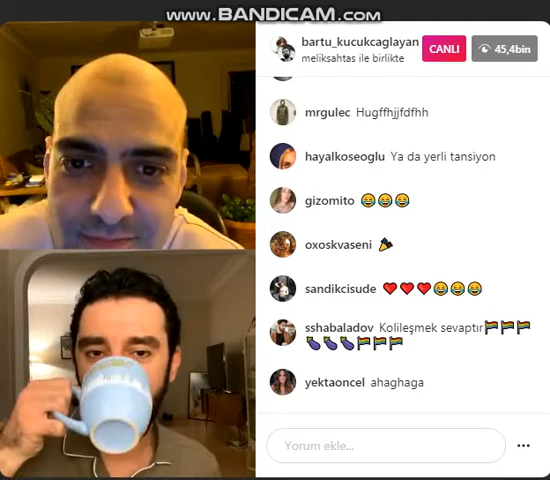 www.BANDICAM.com
bartu_kucukcaglayan
meliksahtas ile birlikte
CANLI
45,4bin
mrgulec Hugffhjjfdfhh
hayalkoseoglu Ya da yerli tansiyon
gizomito 😂😂😂
oxoskvaseni 🎉
sandikcisude ❤❤❤😂😂😂
sshabaladov Kolileşmek sevaptır🏳️‍🌈🏳️‍🌈🏳️‍🌈
🍆🍆🍆🏳️‍🌈🏳️‍🌈🏳️‍🌈
yektaoncel ahaghaga
Yorum ekle...